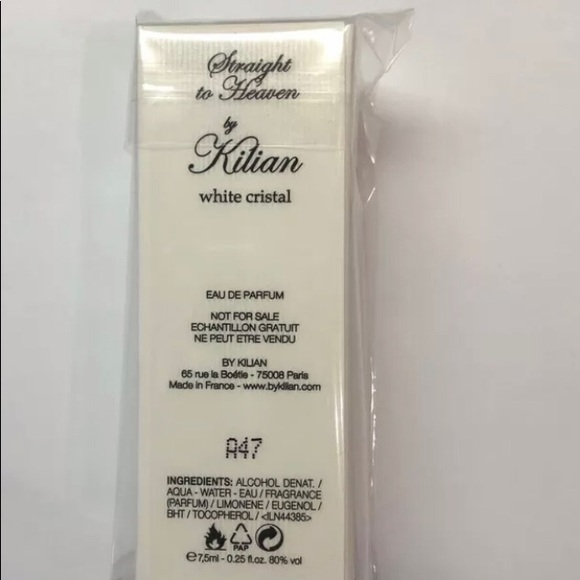 Straight
to Heaven
by
Kilian
white cristal
EAU DE PARFUM
NOT FOR SALE
ECHANTILLON GRATUIT
NE PEUT ETRE VENDU
BY KILIAN
65 rue la Boétie - 75008 Paris
Made in France - www.bykilian.com
A47
INGREDIENTS: ALCOHOL DENAT. /
AQUA - WATER - EAU / FRAGRANCE
(PARFUM) / LIMONENE / EUGENOL /
BHT / TOCOPHEROL / <ILN44385>
PAP
℮7,5ml - 0.25 fl.oz. 80% vol